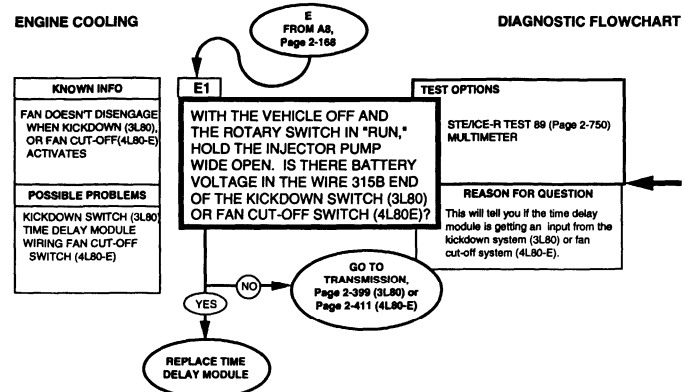 ENGINE COOLING
DIAGNOSTIC FLOWCHART
E
FROM A8,
Page 2-168
KNOWN INFO
FAN DOESN'T DISENGAGE
WHEN KICKDOWN (3L80),
OR FAN CUT-OFF(4L80-E)
ACTIVATES
POSSIBLE PROBLEMS
KICKDOWN SWITCH (3L80)
TIME DELAY MODULE
WIRING FAN CUT-OFF
SWITCH (4L80-E)
E1
WITH THE VEHICLE OFF AND
THE ROTARY SWITCH IN "RUN,"
HOLD THE INJECTOR PUMP
WIDE OPEN. IS THERE BATTERY
VOLTAGE IN THE WIRE 315B END
OF THE KICKDOWN SWITCH (3L80)
OR FAN CUT-OFF SWITCH (4L80E)?
TEST OPTIONS
STE/ICE-R TEST 89 (Page 2-750)
MULTIMETER
REASON FOR QUESTION
This will tell you if the time delay
module is getting an input from the
kickdown system (3L80) or fan
cut-off system (4L80-E).
NO
GO TO
TRANSMISSION,
Page 2-399 (3L80) or
Page 2-411 (4L80-E)
YES
REPLACE TIME
DELAY MODULE